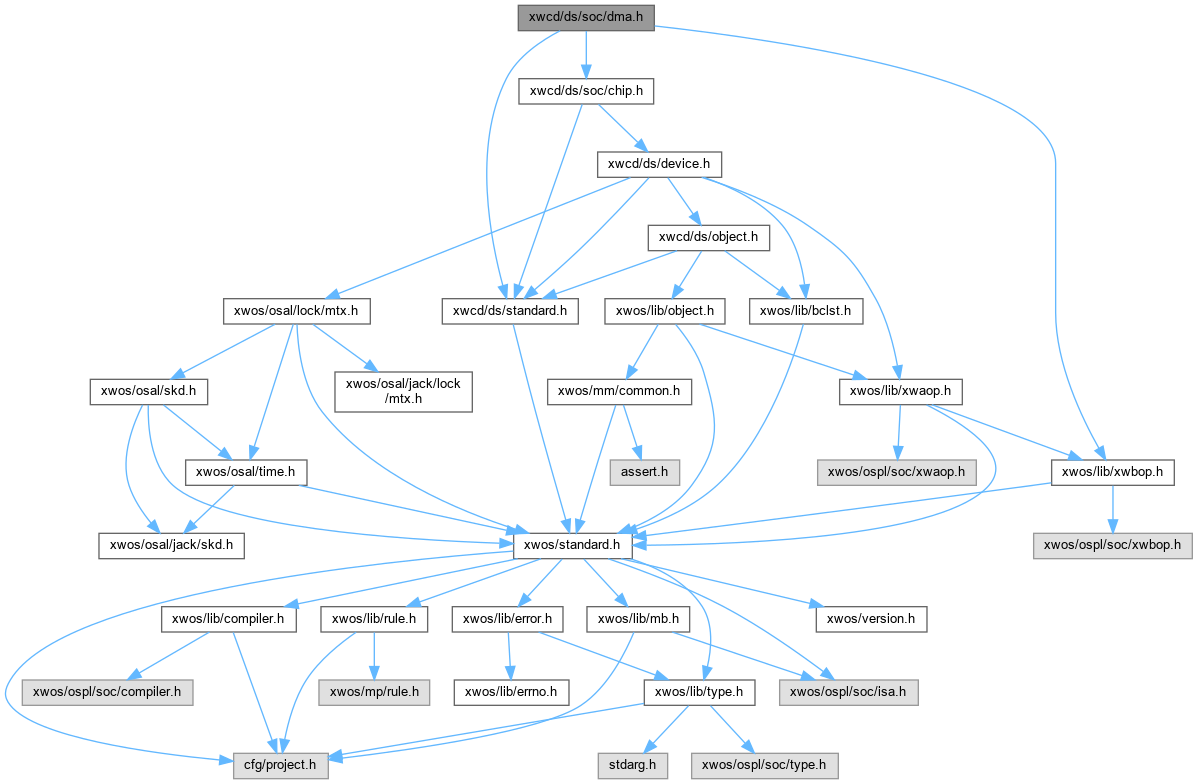 xwcd/ds/soc/dma.h
xwcd/ds/soc/chip.h
xwcd/ds/device.h
xwcd/ds/object.h
xwos/osal/lock/mtx.h
xwcd/ds/standard.h
xwos/lib/object.h
xwos/lib/bclst.h
xwos/osal/skd.h
xwos/osal/jack/lock
/mtx.h
xwos/mm/common.h
xwos/lib/xwaop.h
xwos/osal/time.h
assert.h
xwos/ospl/soc/xwaop.h
xwos/lib/xwbop.h
xwos/osal/jack/skd.h
xwos/standard.h
xwos/ospl/soc/xwbop.h
xwos/lib/compiler.h
xwos/lib/rule.h
xwos/lib/error.h
xwos/lib/mb.h
xwos/version.h
xwos/ospl/soc/compiler.h
xwos/mp/rule.h
xwos/lib/errno.h
xwos/lib/type.h
xwos/ospl/soc/isa.h
cfg/project.h
stdarg.h
xwos/ospl/soc/type.h